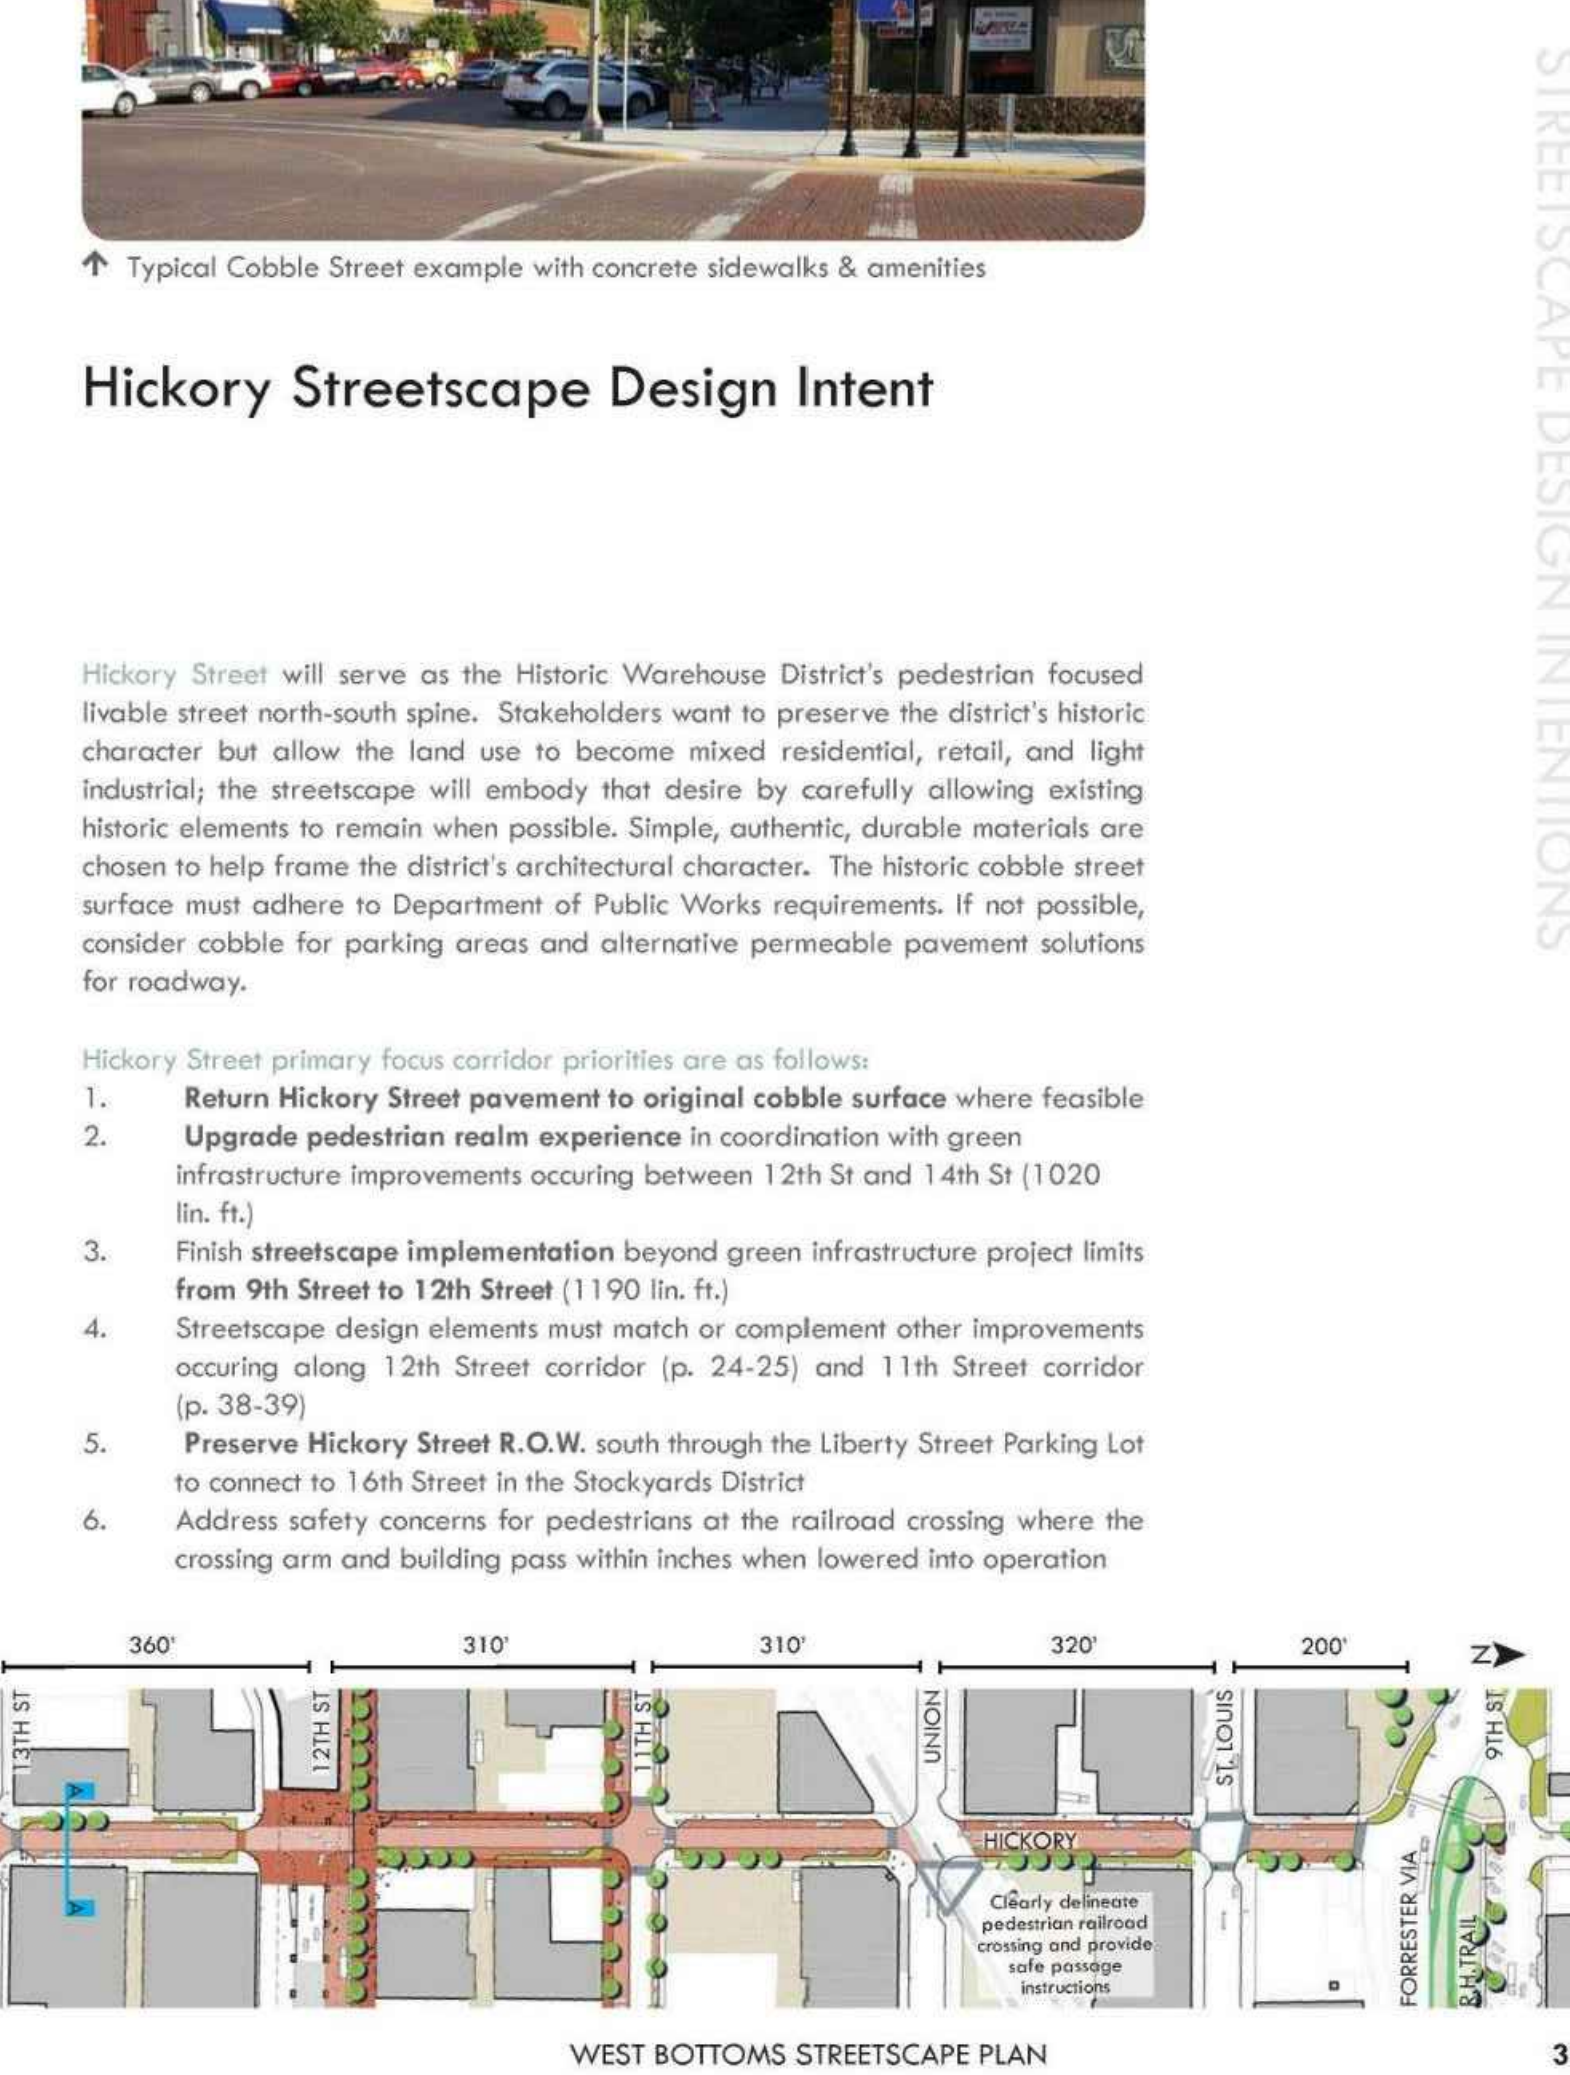 ↑ Typical Cobble Street example with concrete sidewalks & amenities
Hickory Streetscape Design Intent
Hickory Street will serve as the Historic Warehouse District's pedestrian focused
livable street north-south spine. Stakeholders want to preserve the district's historic
character but allow the land use to become mixed residential, retail, and light
industrial; the streetscape will embody that desire by carefully allowing existing
historic elements to remain when possible. Simple, authentic, durable materials are
chosen to help frame the district's architectural character. The historic cobble street
surface must adhere to Department of Public Works requirements. If not possible,
consider cobble for parking areas and alternative permeable pavement solutions
for roadway.
Hickory Street primary focus corridor priorities are as follows:
1. Return Hickory Street pavement to original cobble surface where feasible
2. Upgrade pedestrian realm experience in coordination with green
infrastructure improvements occuring between 12th St and 14th St (1020
lin. ft.)
3. Finish streetscape implementation beyond green infrastructure project limits
from 9th Street to 12th Street (1190 lin. ft.)
4. Streetscape design elements must match or complement other improvements
occuring along 12th Street corridor (p. 24-25) and 11th Street corridor
(p. 38-39)
5. Preserve Hickory Street R.O.W. south through the Liberty Street Parking Lot
to connect to 16th Street in the Stockyards District
6. Address safety concerns for pedestrians at the railroad crossing where the
crossing arm and building pass within inches when lowered into operation
STREETSCAPE DESIGN INTENTIONS
360' 310' 310' 320' 200' N
13TH ST
12TH ST
11TH ST
UNION
ST. LOUIS
9TH ST
A
A
HICKORY
Clearly delineate
pedestrian railroad
crossing and provide
safe passage
instructions
FORRESTER VIA
R.H.TRAIL
WEST BOTTOMS STREETSCAPE PLAN
3